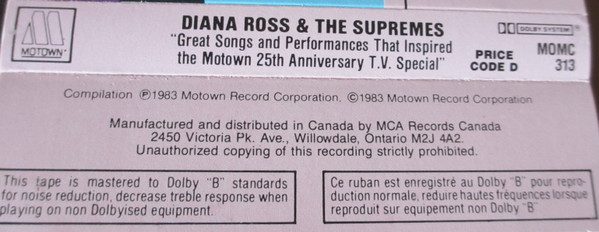 DIANA ROSS & THE SUPREMES
"Great Songs and Performances That Inspired
the Motown 25th Anniversary T.V. Special"
MOTOWN
DOLBY SYSTEM
PRICE
CODE D
MOMC
313
Compilation Ⓟ1983 Motown Record Corporation, ©1983 Motown Record Corporation
Manufactured and distributed in Canada by MCA Records Canada
2450 Victoria Pk. Ave., Willowdale, Ontario M2J 4A2.
Unauthorized copying of this recording strictly prohibited.
This tape is mastered to Dolby "B" standards
for noise reduction, decrease treble response when
playing on non Dolbyised equipment.
Ce ruban est enregistré au Dolby "B" pour repro-
duction normale, reduire hautes fréquences lorsque
reproduit sur equipement non Dolby "B"